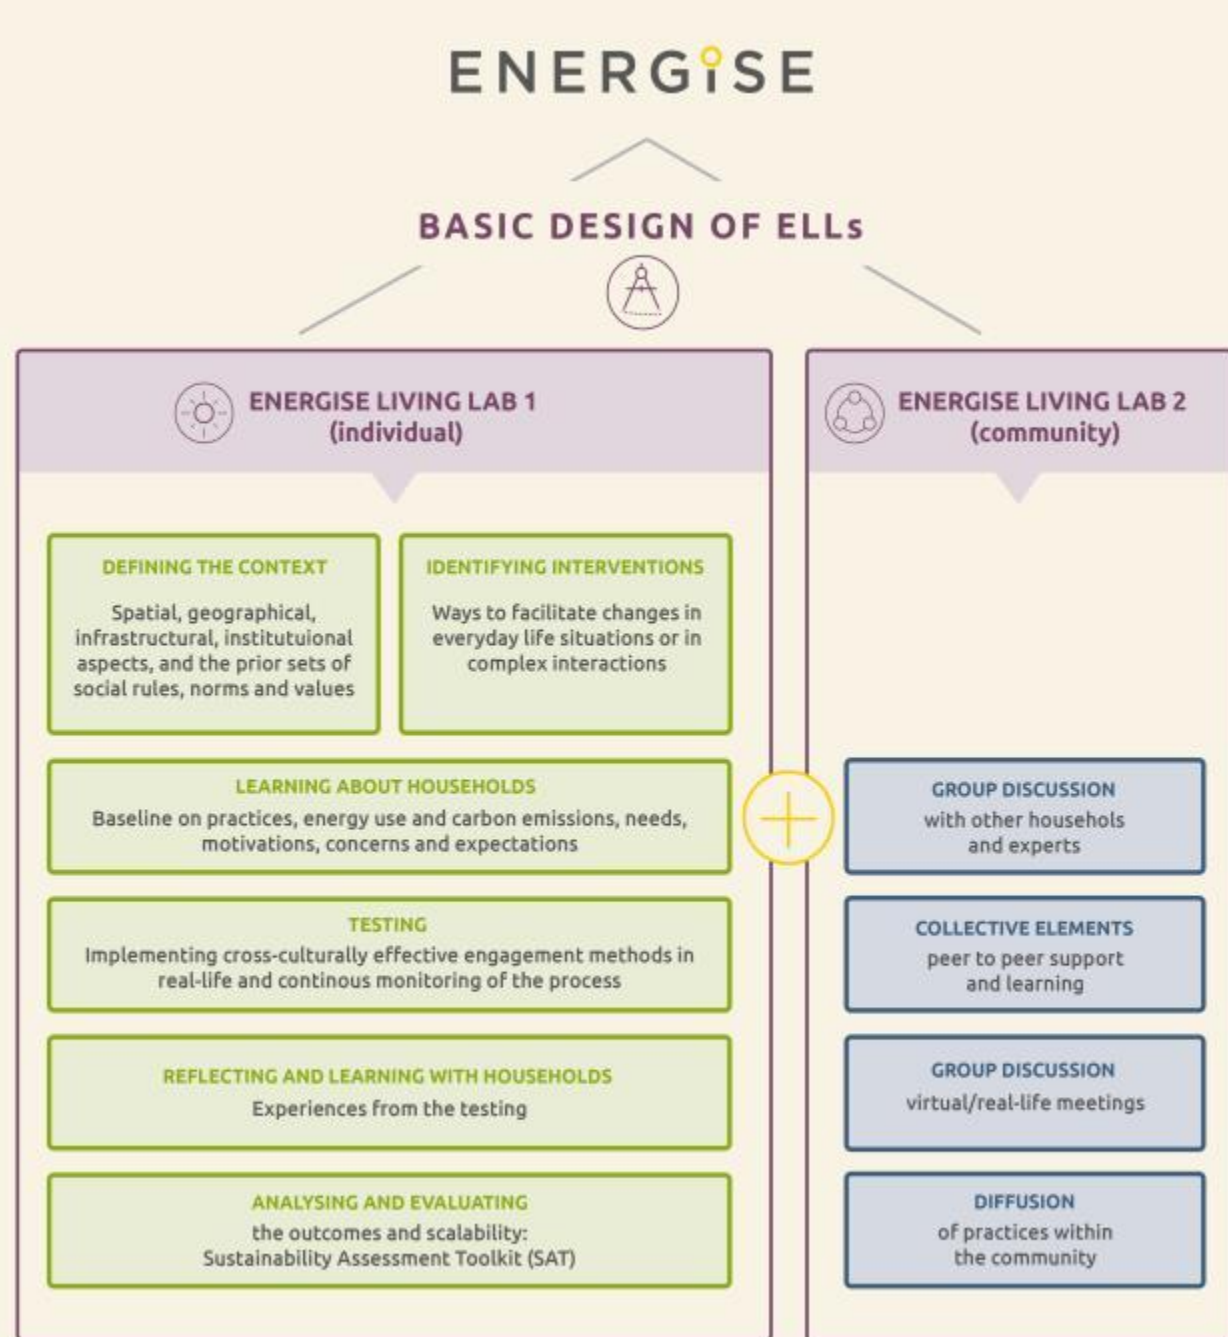 ENERGiSE
BASIC DESIGN OF ELLs
ENERGISE LIVING LAB 1
(individual)
DEFINING THE CONTEXT
Spatial, geographical,
infrastructural, institutuional
aspects, and the prior sets of
social rules, norms and values
IDENTIFYING INTERVENTIONS
Ways to facilitate changes in
everyday life situations or in
complex interactions
LEARNING ABOUT HOUSEHOLDS
Baseline on practices, energy use and carbon emissions, needs,
motivations, concerns and expectations
TESTING
Implementing cross-culturally effective engagement methods in
real-life and continous monitoring of the process
REFLECTING AND LEARNING WITH HOUSEHOLDS
Experiences from the testing
ANALYSING AND EVALUATING
the outcomes and scalability:
Sustainability Assessment Toolkit (SAT)
ENERGISE LIVING LAB 2
(community)
GROUP DISCUSSION
with other househols
and experts
COLLECTIVE ELEMENTS
peer to peer support
and learning
GROUP DISCUSSION
virtual/real-life meetings
DIFFUSION
of practices within
the community